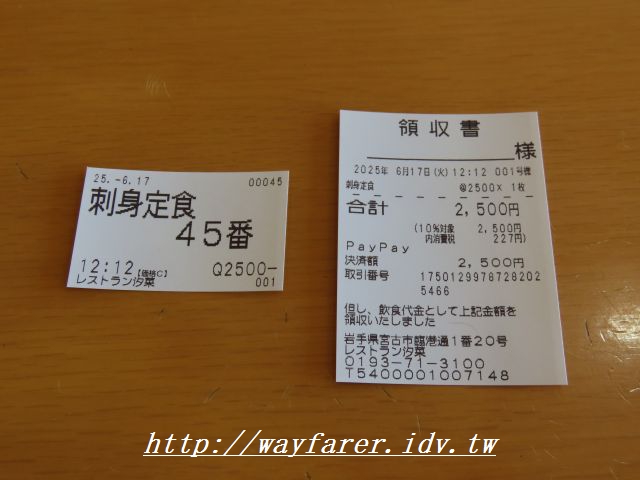 25.-6.17 00045
刺身定食
45番
12:12 【価格C】 Q2500-
レストラン汐菜 001
領収書
様
2025年 6月17日(火)12:12 001号機
刺身定食 @2500× 1枚
合計 2,500円
(10%対象 2,500円
内消費税 227円)
PayPay
決済額 2,500円
取引番号 1750129978728202
5466
但し、飲食代金として上記金額を
領収いたしました
岩手県宮古市臨港通1番20号
レストラン汐菜
0193-71-3100
T5400001007148
http://wayfarer.idv.tw